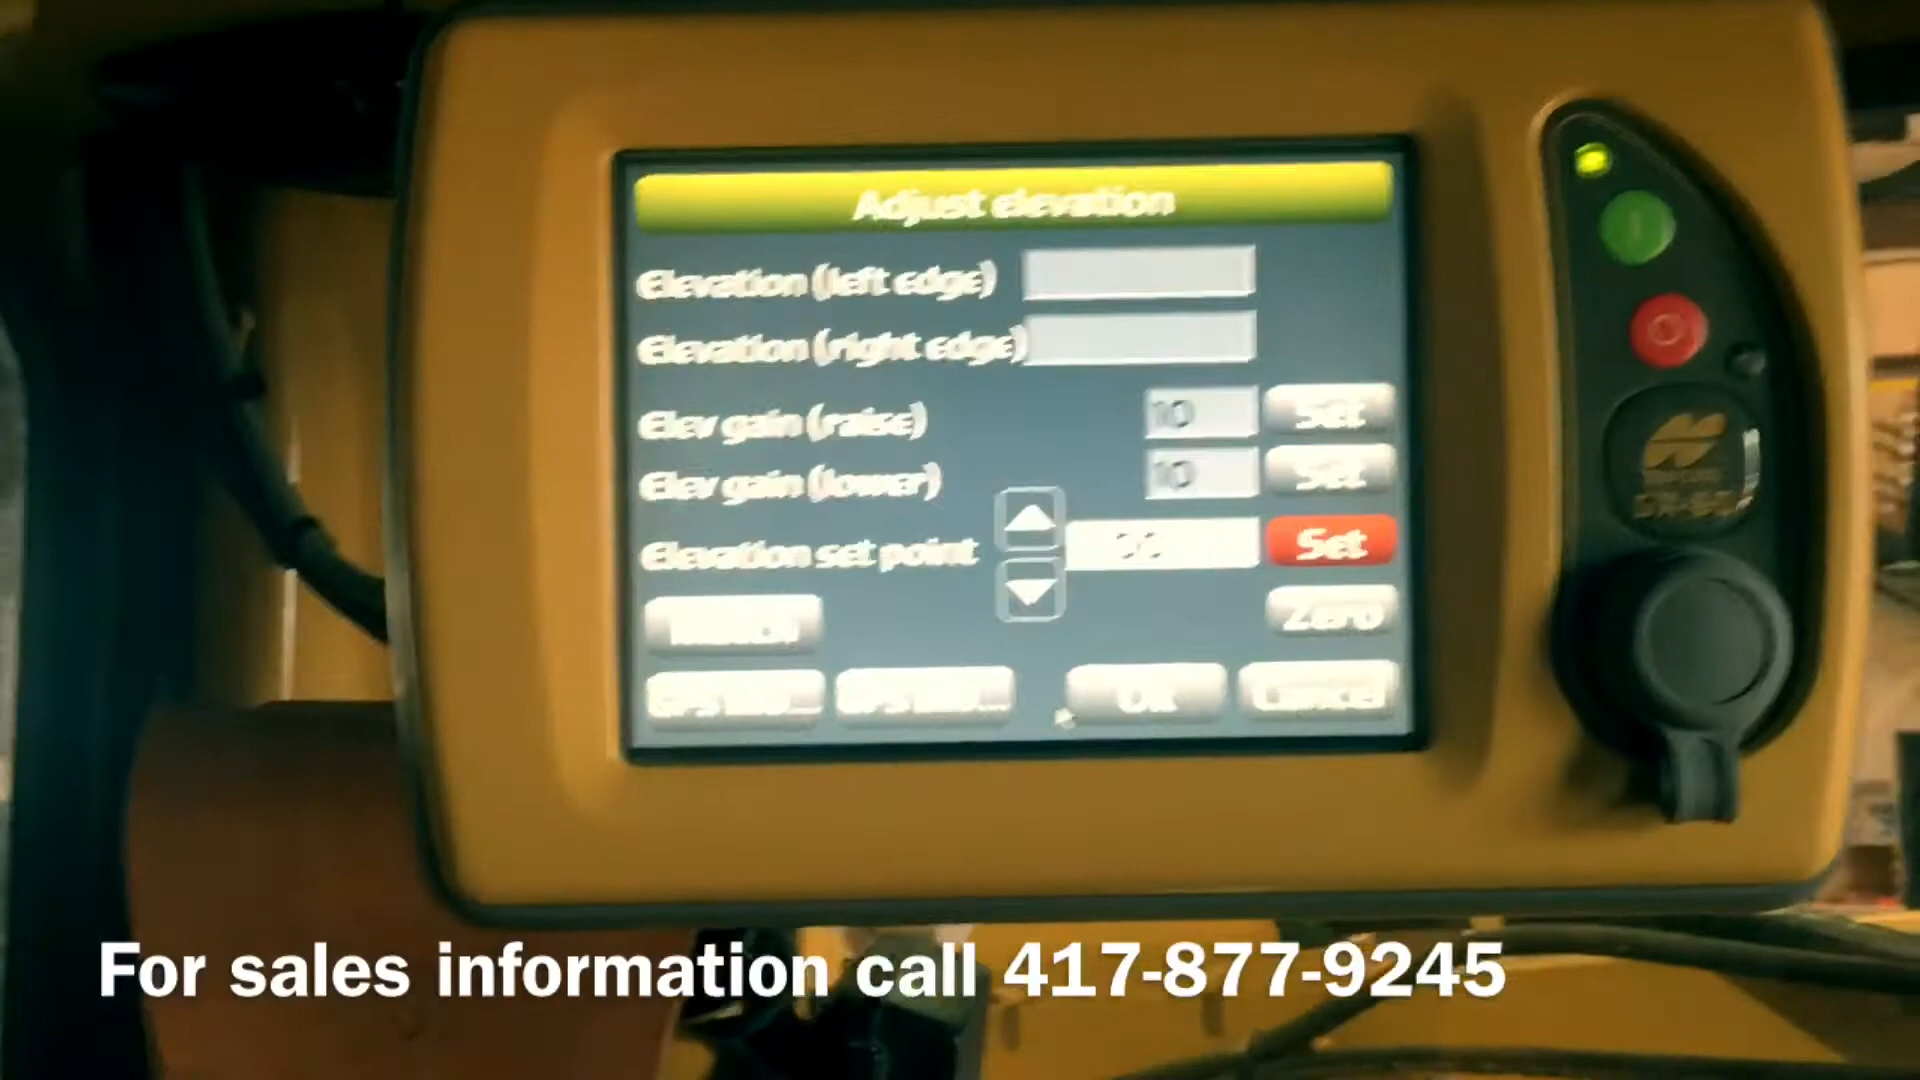 Adjust elevation
Elevation (left edge)
Elevation (right edge)
Elev gain (raise) 10 Set
Elev gain (lower) 10 Set
Elevation set point Set
Zero
Ok Cancel
For sales information call 417-877-9245